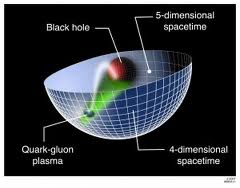 5-dimensional
spacetime
Black hole
Quark-gluon
plasma
4-dimensional
spacetime